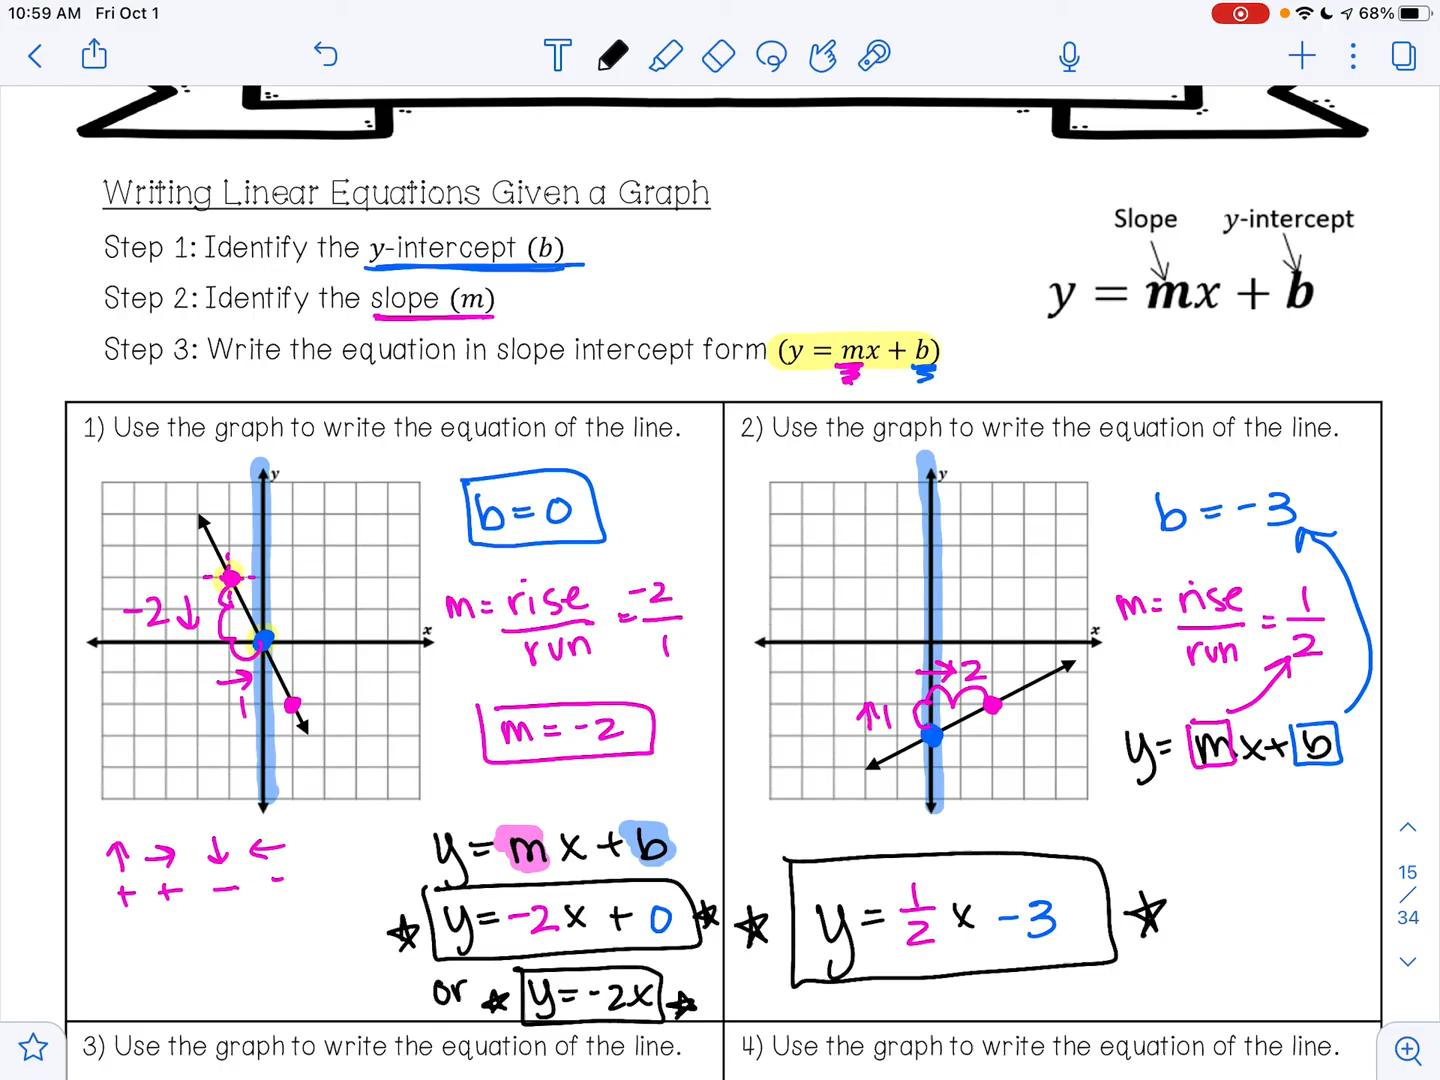 10:59 AM Fri Oct 1
68%
T
Writing Linear Equations Given a Graph
Step 1: Identify the y-intercept (b)
Step 2: Identify the slope (m)
Step 3: Write the equation in slope intercept form (y = mx + b)
Slope y-intercept
y = mx + b
1) Use the graph to write the equation of the line.
y
x
-2↓
→
1
b = 0
m = rise/run = -2/1
m = -2
↑ → ↓ ←
+ + - -
y = mx + b
y = -2x + 0
or y = -2x
2) Use the graph to write the equation of the line.
y
x
→2
↑1
b = -3
m = rise/run = 1/2
y = mx + b
y = 1/2 x - 3
15
/
34
3) Use the graph to write the equation of the line.
4) Use the graph to write the equation of the line.